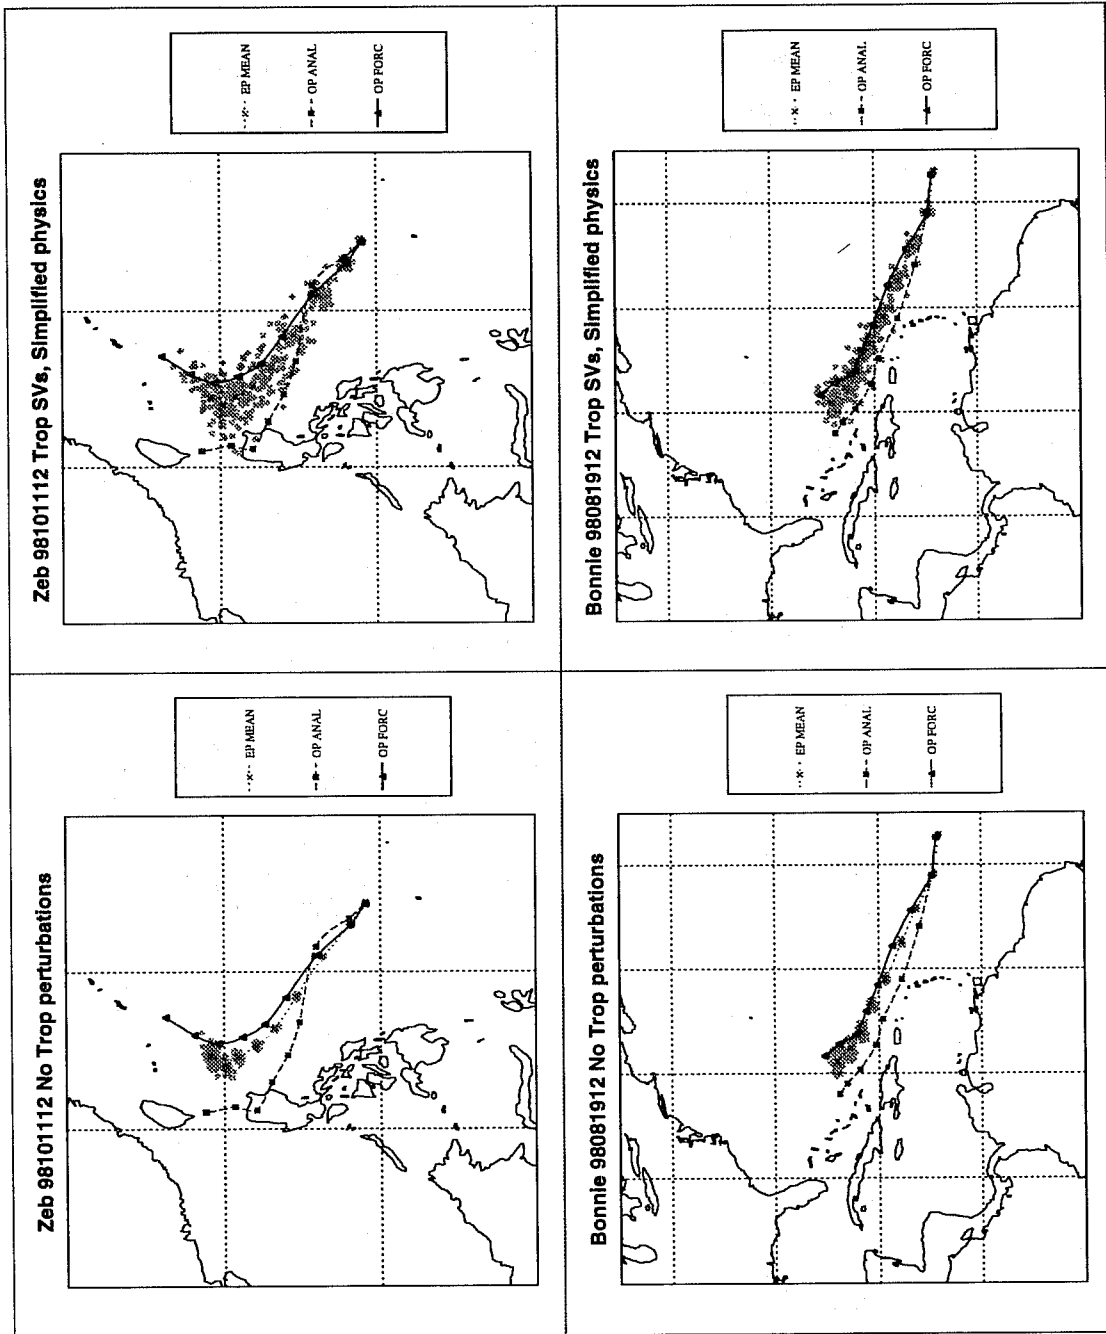 Zeb 98101112 No Trop perturbations
EP MEAN
OP ANAL
OP FORC
Zeb 98101112 Trop SVs, Simplified physics
EP MEAN
OP ANAL
OP FORC
Bonnie 98081912 No Trop perturbations
EP MEAN
OP ANAL
OP FORC
Bonnie 98081912 Trop SVs, Simplified physics
EP MEAN
OP ANAL
OP FORC